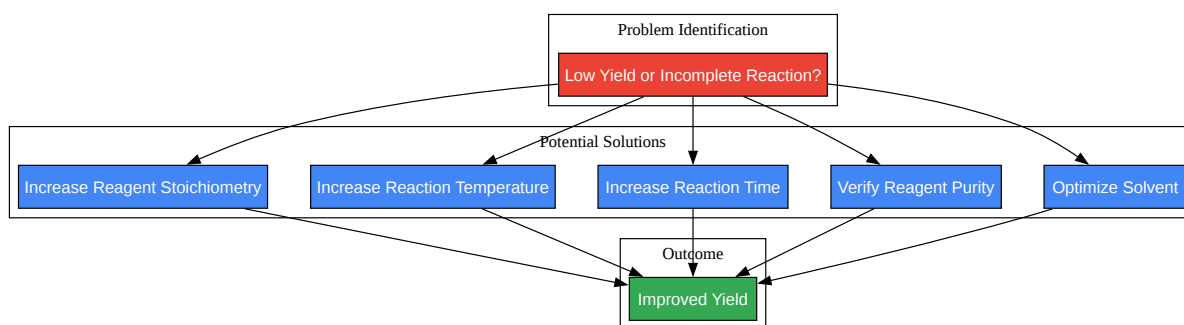 Problem Identification
Low Yield or Incomplete Reaction?
Potential Solutions
Increase Reagent Stoichiometry
Increase Reaction Temperature
Increase Reaction Time
Verify Reagent Purity
Optimize Solvent
Outcome
Improved Yield